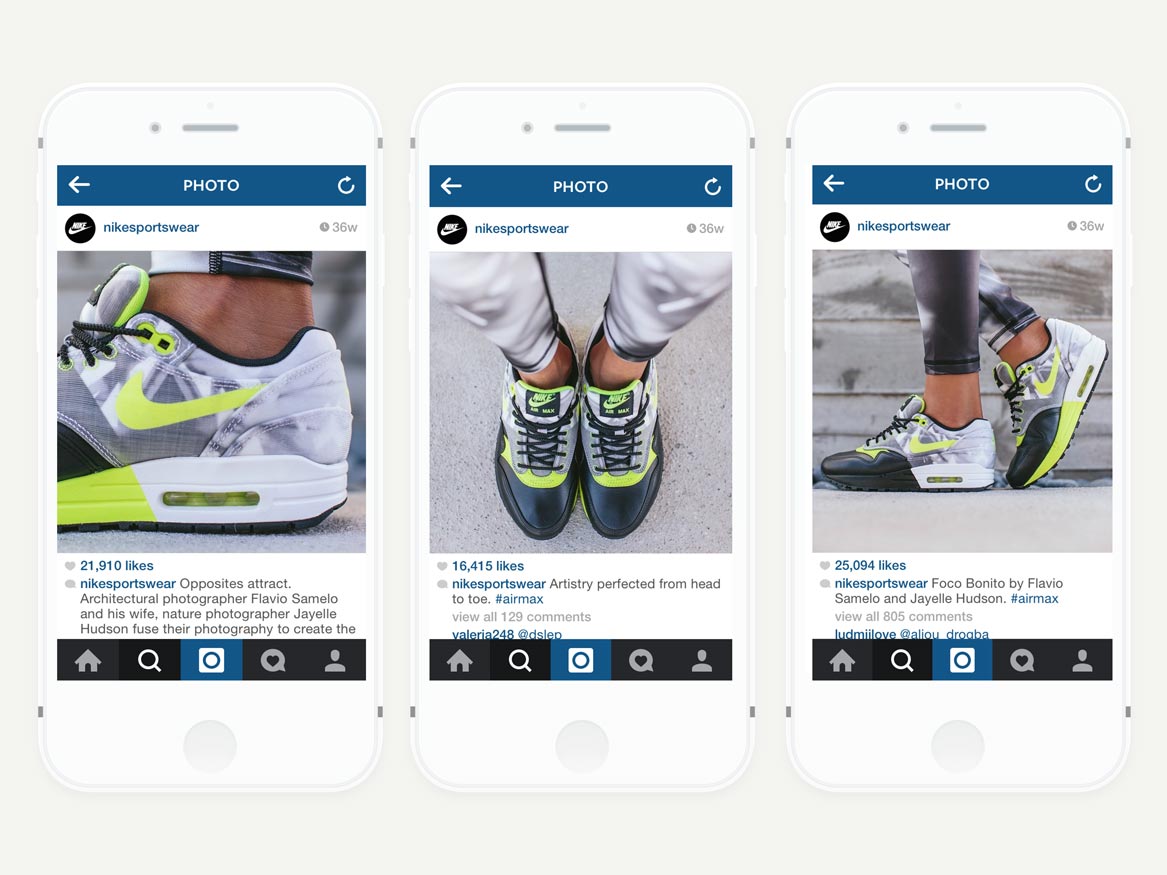 PHOTO
NIKE
nikesportswear
36w
21,910 likes
nikesportswear Opposites attract.
Architectural photographer Flavio Samelo
and his wife, nature photographer Jayelle
Hudson fuse their photography to create the
PHOTO
NIKE
nikesportswear
36w
NIKE
AIR MAX
NIKE
AIR MAX
16,415 likes
nikesportswear Artistry perfected from head
to toe. #airmax
view all 129 comments
valeria248 @dslep
PHOTO
NIKE
nikesportswear
36w
25,094 likes
nikesportswear Foco Bonito by Flavio
Samelo and Jayelle Hudson. #airmax
view all 805 comments
ludmiilove @aliou_drogba